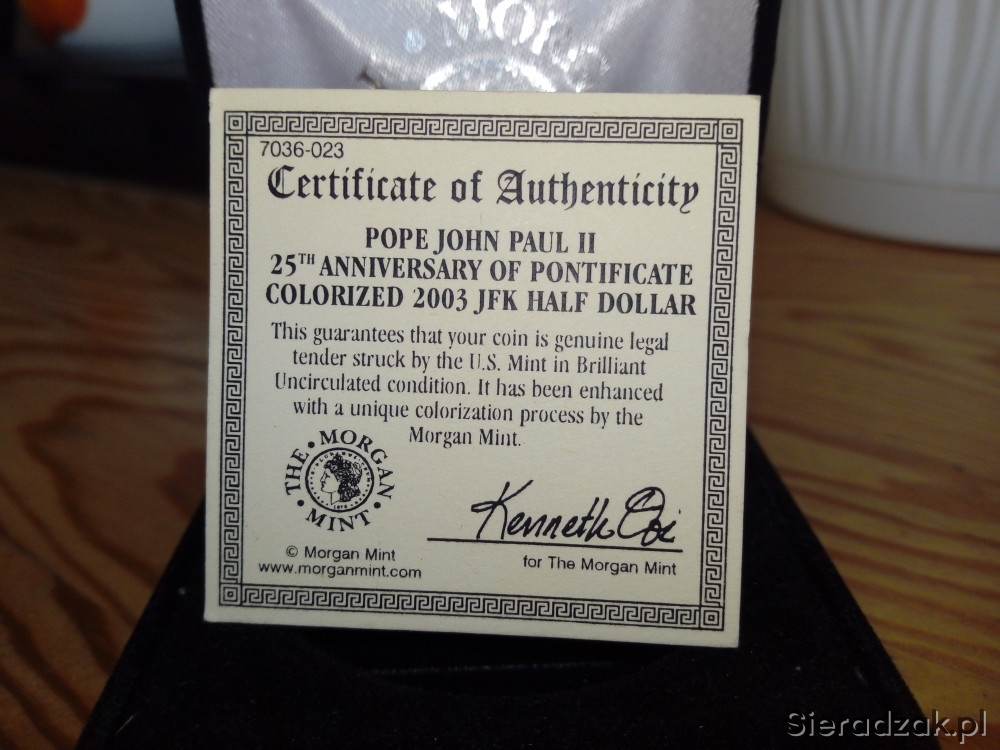 MOR
7036-023
Certificate of Authenticity
POPE JOHN PAUL II
25TH ANNIVERSARY OF PONTIFICATE
COLORIZED 2003 JFK HALF DOLLAR
This guarantees that your coin is genuine legal
tender struck by the U.S. Mint in Brilliant
Uncirculated condition. It has been enhanced
with a unique colorization process by the
Morgan Mint.
THE • MORGAN • MINT •
Kenneth
© Morgan Mint
www.morganmint.com
for The Morgan Mint
Sieradzak.pl